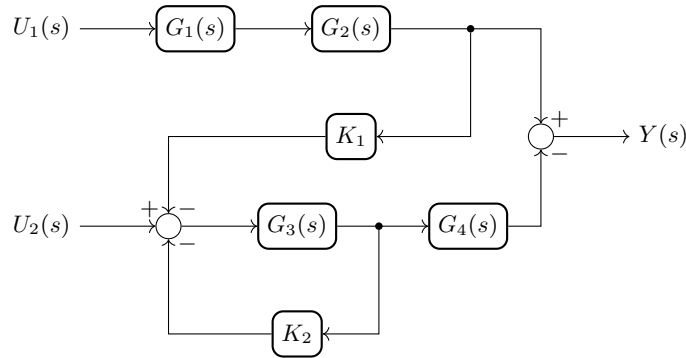 U₁(s) G₁(s) G₂(s)
+
K₁ Y(s)
−
+ −
U₂(s) G₃(s) G₄(s)
−
K₂